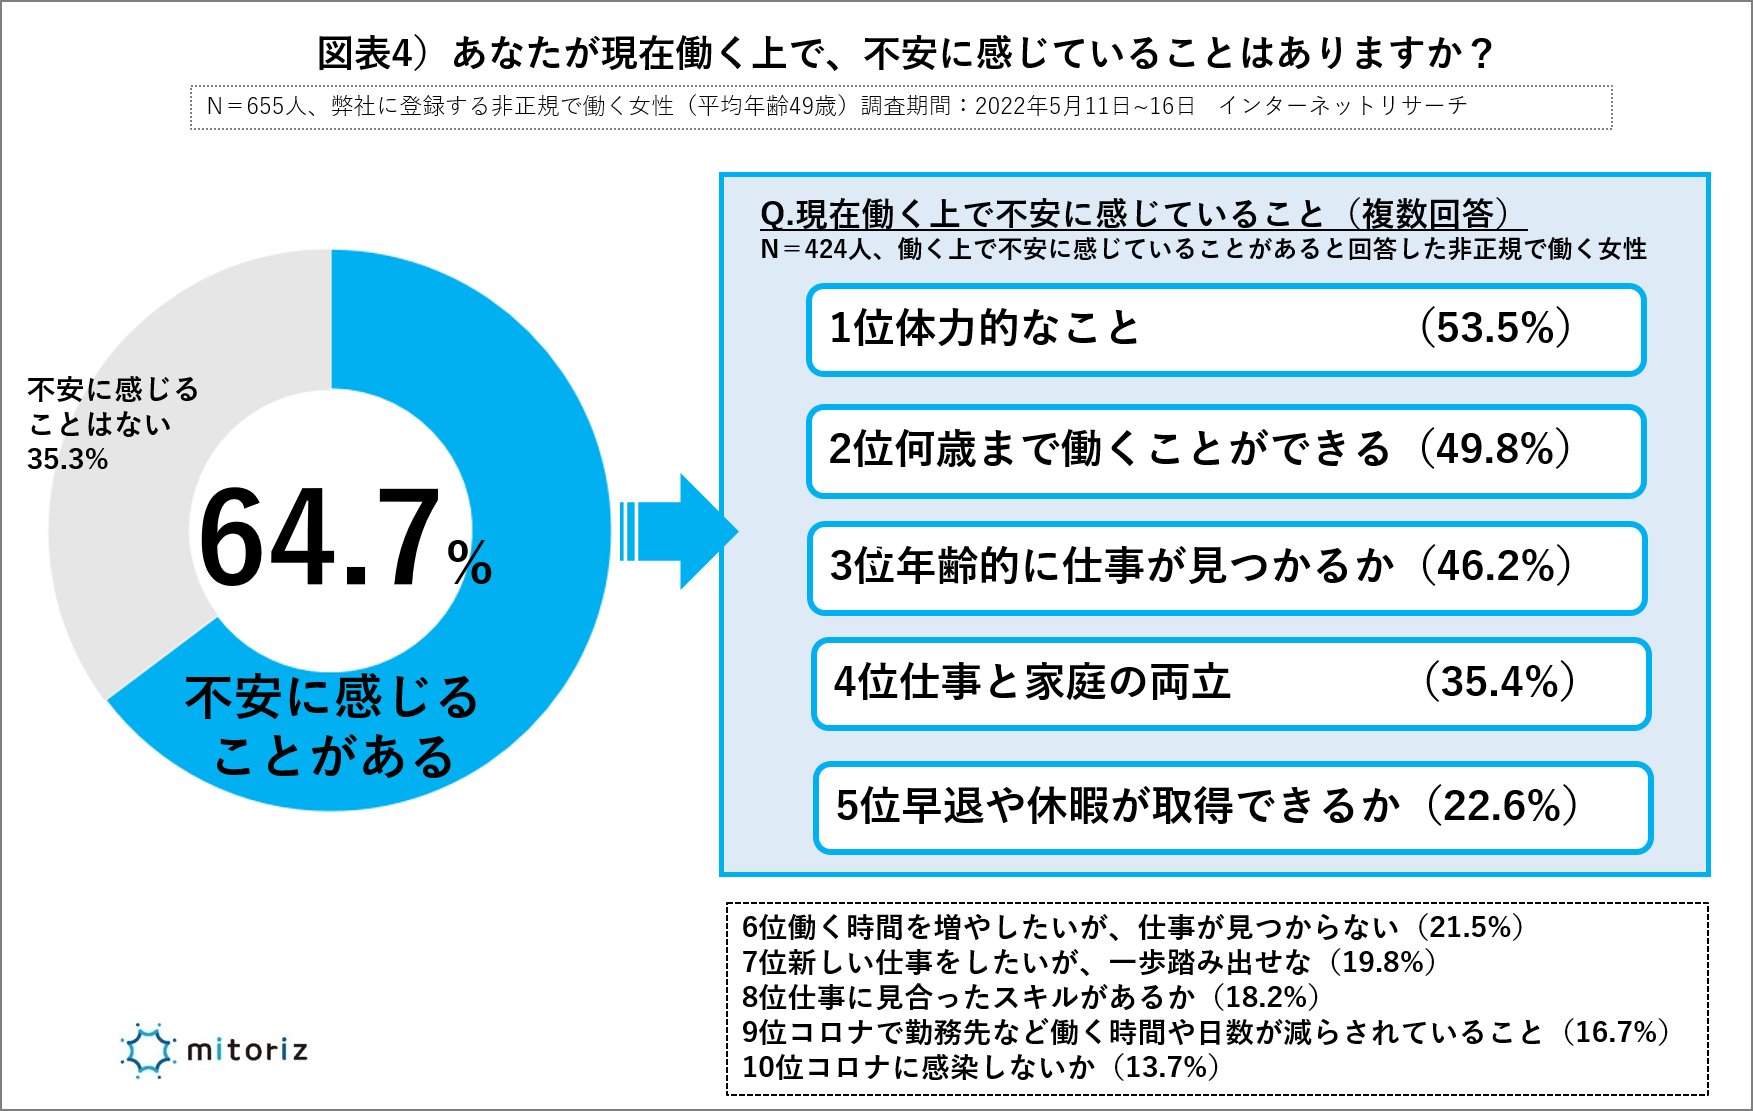 図表4）あなたが現在働く上で、不安に感じていることはありますか？
N＝655人、弊社に登録する非正規で働く女性（平均年齢49歳）調査期間：2022年5月11日~16日　インターネットリサーチ
不安に感じる
ことはない
35.3%
64.7%
不安に感じる
ことがある
Q.現在働く上で不安に感じていること（複数回答）
N＝424人、働く上で不安に感じていることがあると回答した非正規で働く女性
1位体力的なこと（53.5%）
2位何歳まで働くことができる（49.8%）
3位年齢的に仕事が見つかるか（46.2%）
4位仕事と家庭の両立（35.4%）
5位早退や休暇が取得できるか（22.6%）
6位働く時間を増やしたいが、仕事が見つからない（21.5%）
7位新しい仕事をしたいが、一歩踏み出せな（19.8%）
8位仕事に見合ったスキルがあるか（18.2%）
9位コロナで勤務先など働く時間や日数が減らされていること（16.7%）
10位コロナに感染しないか（13.7%）
mitoriz